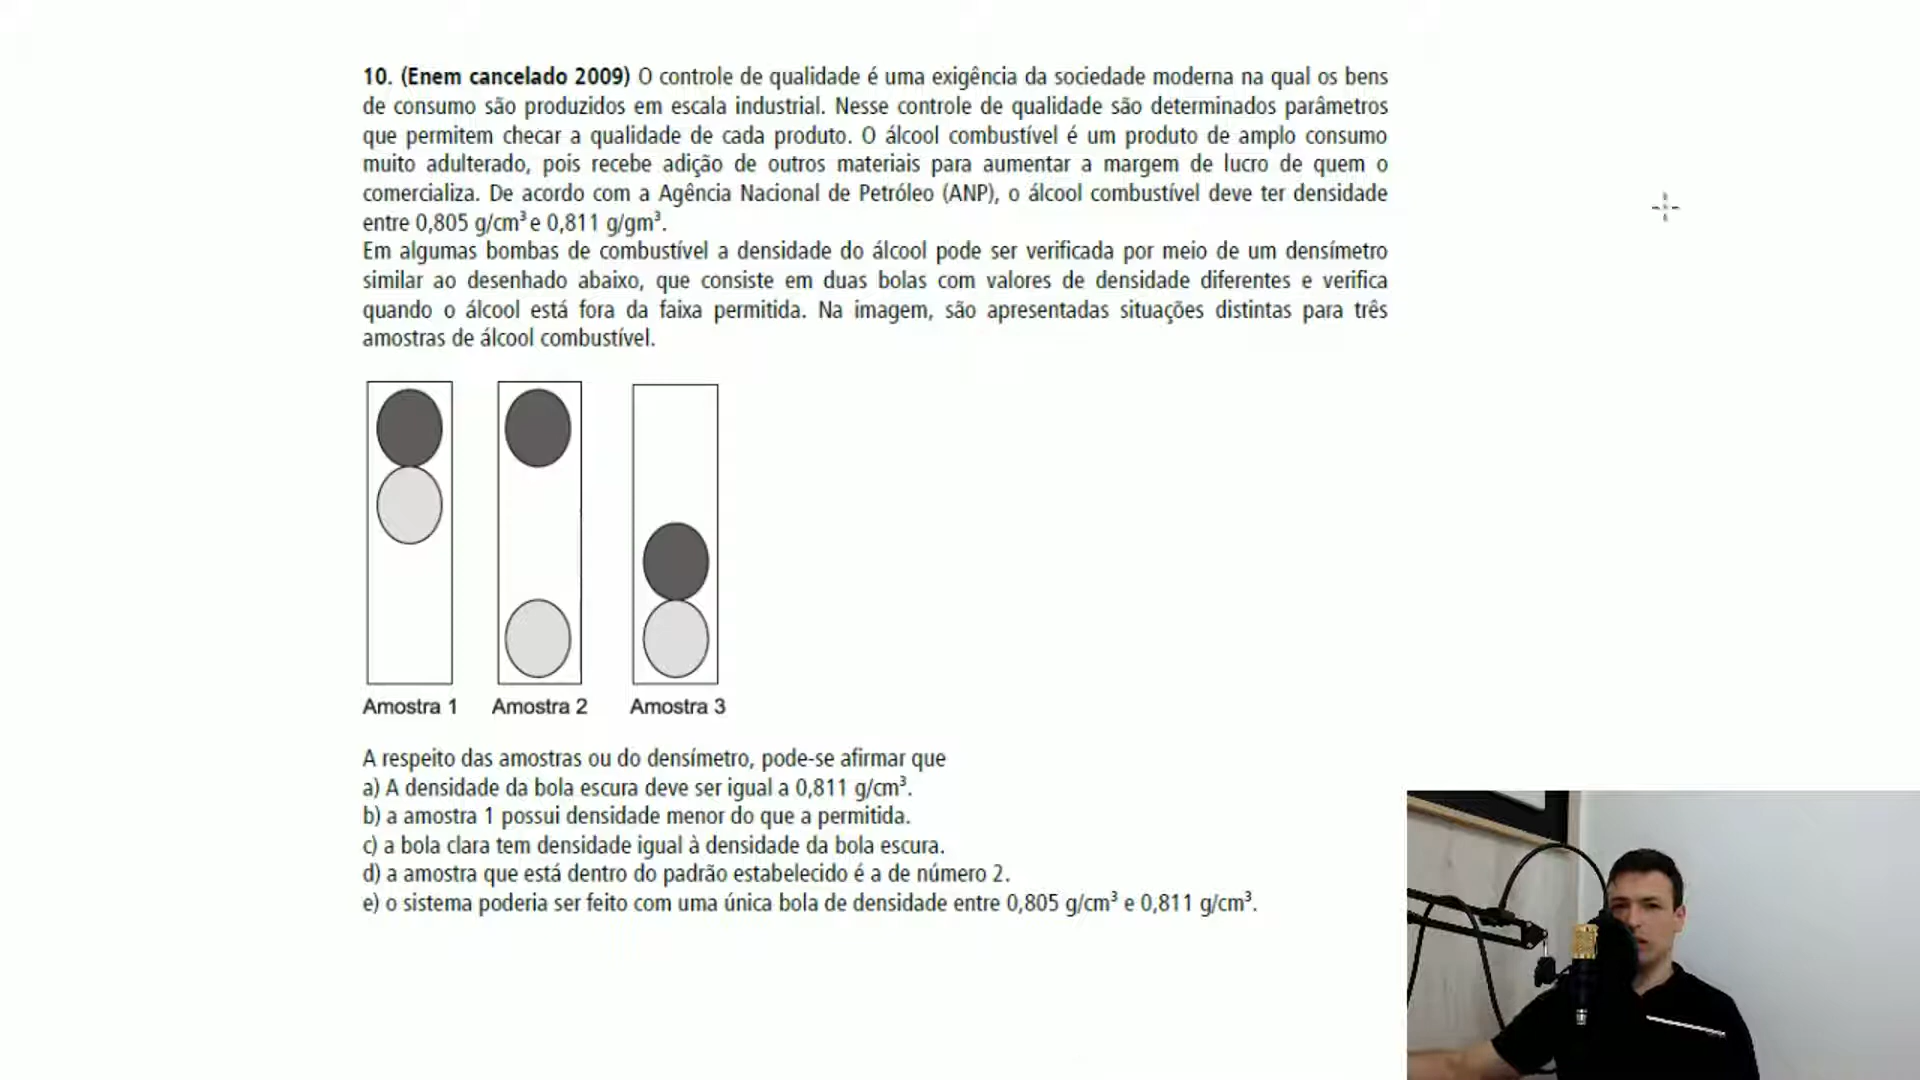 10. (Enem cancelado 2009) O controle de qualidade é uma exigência da sociedade moderna na qual os bens
de consumo são produzidos em escala industrial. Nesse controle de qualidade são determinados parâmetros
que permitem checar a qualidade de cada produto. O álcool combustível é um produto de amplo consumo
muito adulterado, pois recebe adição de outros materiais para aumentar a margem de lucro de quem o
comercializa. De acordo com a Agência Nacional de Petróleo (ANP), o álcool combustível deve ter densidade
entre 0,805 g/cm³ e 0,811 g/gm³.
Em algumas bombas de combustível a densidade do álcool pode ser verificada por meio de um densímetro
similar ao desenhado abaixo, que consiste em duas bolas com valores de densidade diferentes e verifica
quando o álcool está fora da faixa permitida. Na imagem, são apresentadas situações distintas para três
amostras de álcool combustível.
Amostra 1 Amostra 2 Amostra 3
A respeito das amostras ou do densímetro, pode-se afirmar que
a) A densidade da bola escura deve ser igual a 0,811 g/cm³.
b) a amostra 1 possui densidade menor do que a permitida.
c) a bola clara tem densidade igual à densidade da bola escura.
d) a amostra que está dentro do padrão estabelecido é a de número 2.
e) o sistema poderia ser feito com uma única bola de densidade entre 0,805 g/cm³ e 0,811 g/cm³.